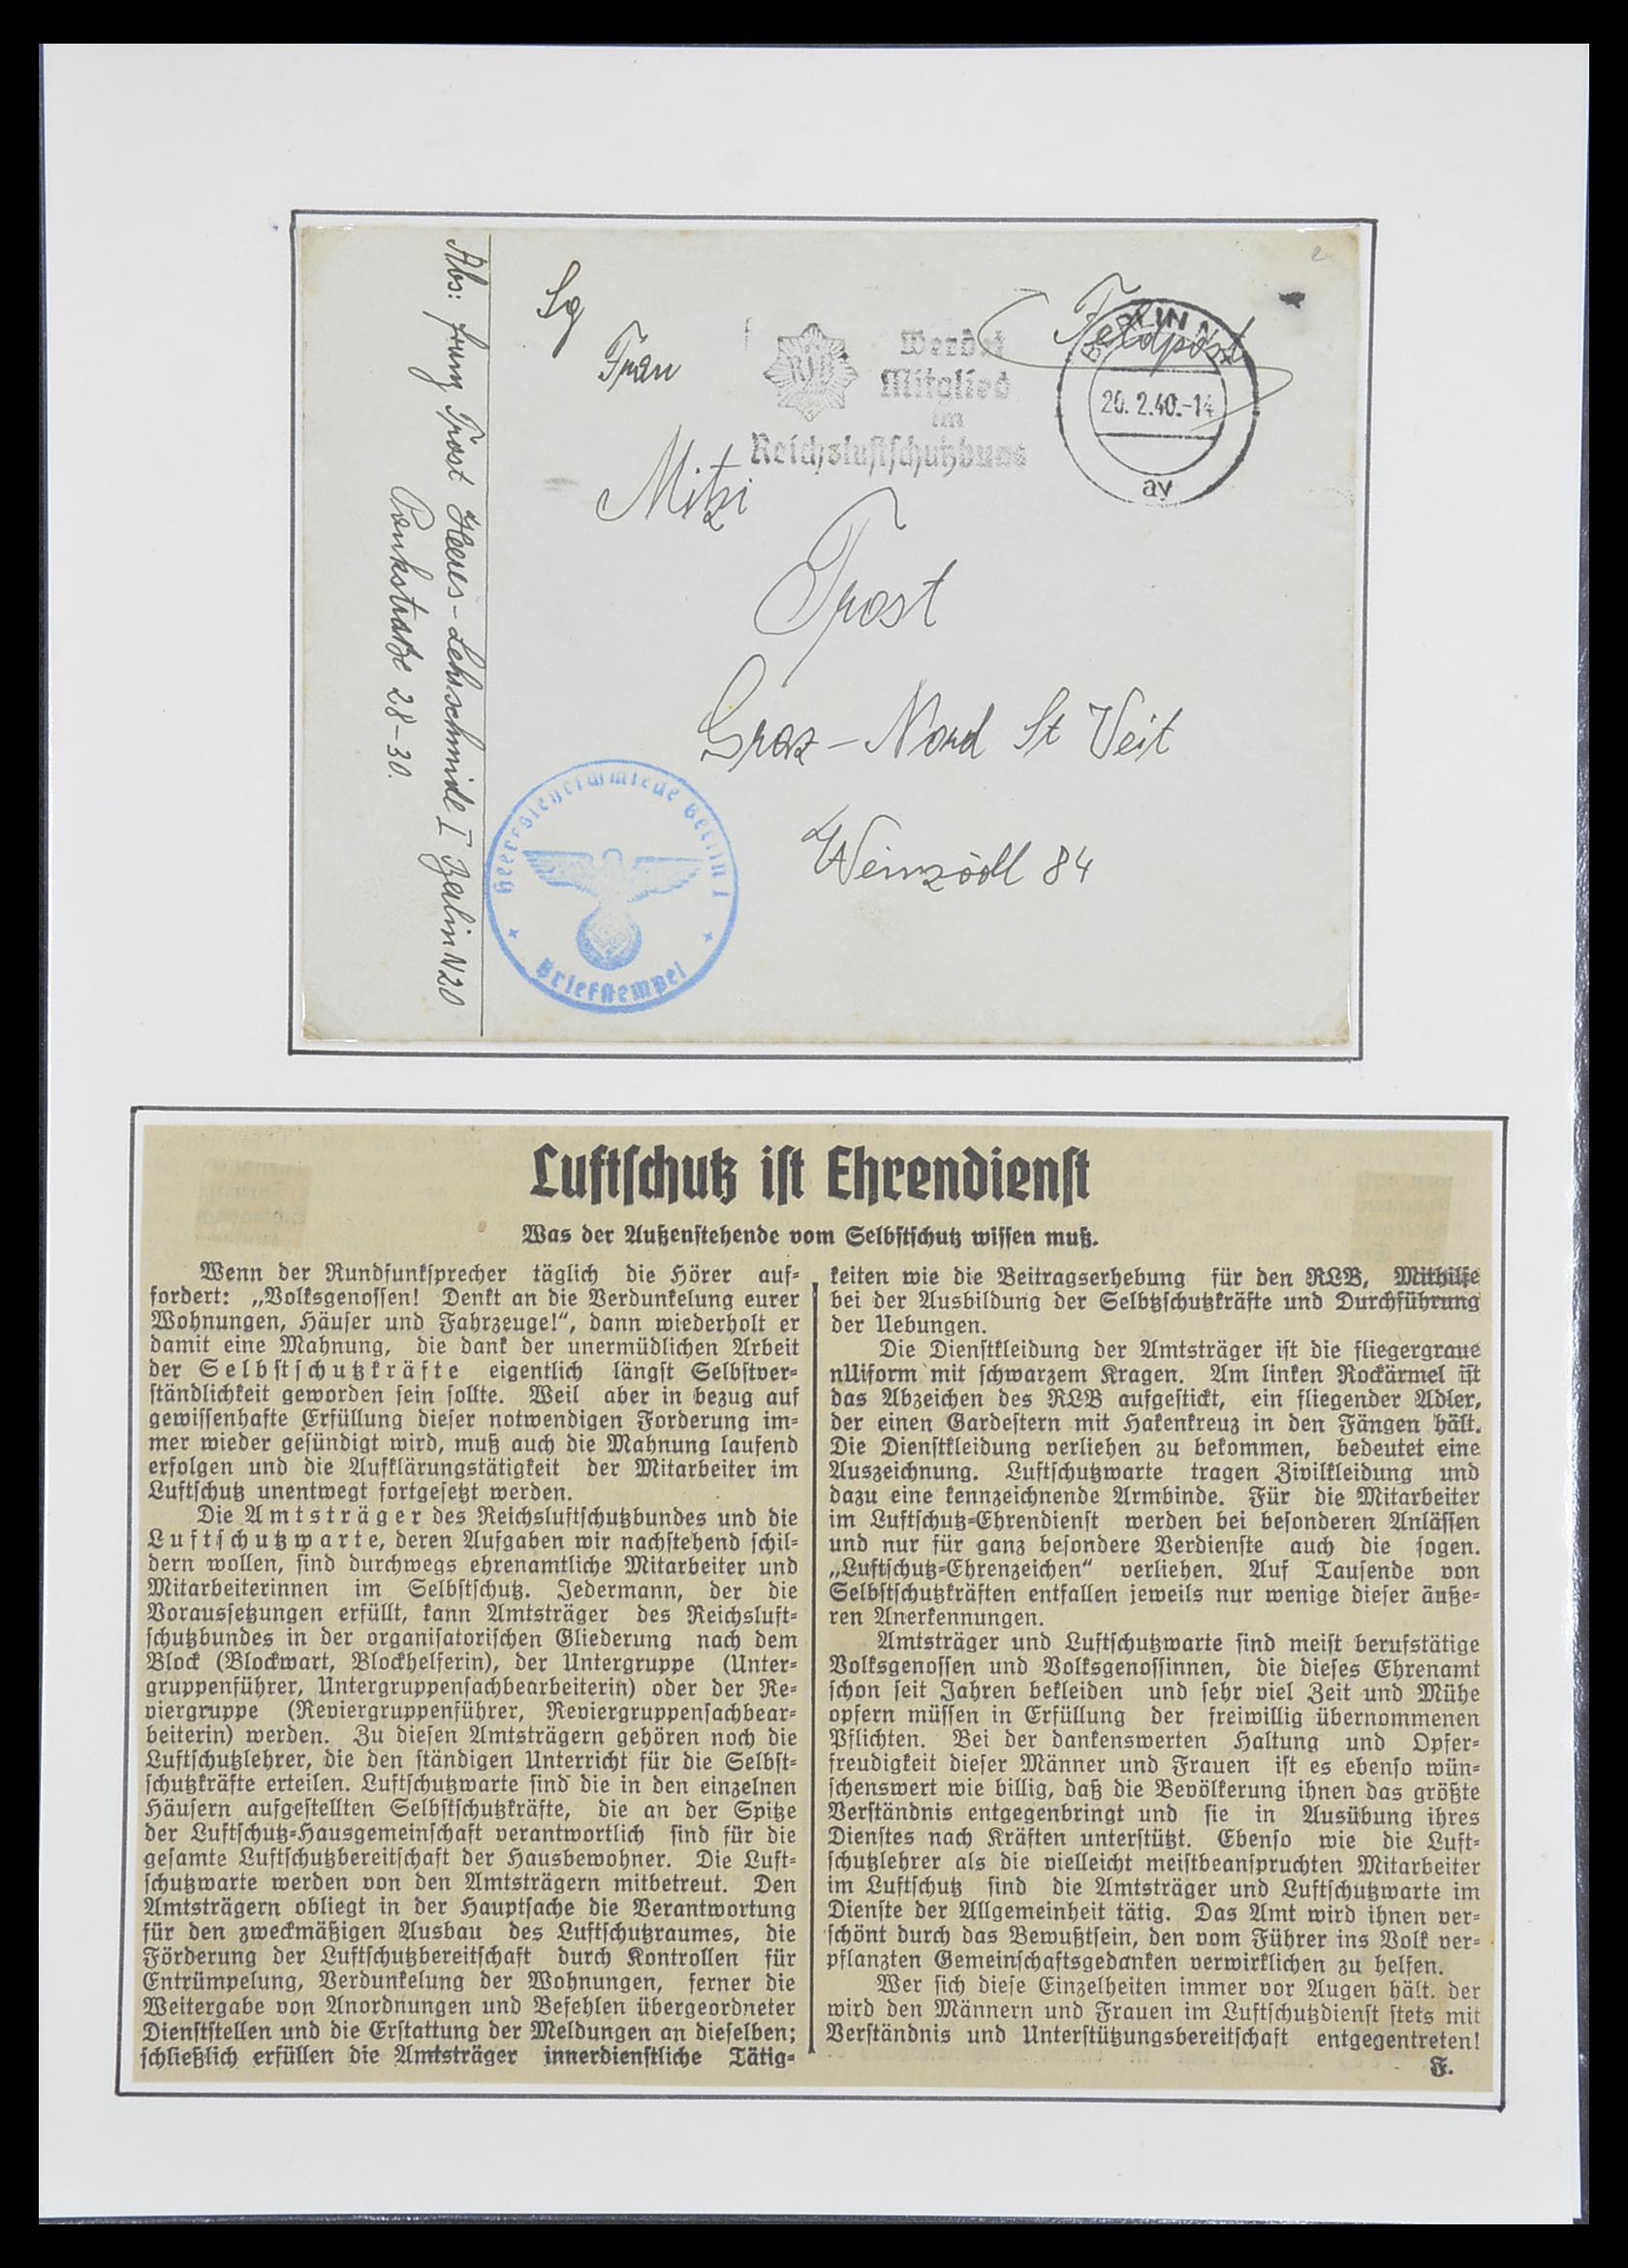 Feldpost
Sg
Frau
Mitzi
Trost
Graz - Nord St Veit
Weinzödl 84
Werdet
Mitglied
im
Reichsluftschutzbund
BERLIN N
20. 2.40.-14
av
Abs: Franz Trost Heeres-Lehrschmiede I Berlin N 20
Pankstraße 28-30.
Berlin I
Briefstempel
Luftschutz ist Ehrendienst
Was der Außenstehende vom Selbstschutz wissen muß.
Wenn der Rundfunksprecher täglich die Hörer auf-
fordert: „Volksgenossen! Denkt an die Verdunkelung eurer
Wohnungen, Häuser und Fahrzeuge!“, dann wiederholt er
damit eine Mahnung, die dank der unermüdlichen Arbeit
der Selbstschutzkräfte eigentlich längst Selbstver-
ständlichkeit geworden sein sollte. Weil aber in bezug auf
gewissenhafte Erfüllung dieser notwendigen Forderung im-
mer wieder gesündigt wird, muß auch die Mahnung laufend
erfolgen und die Aufklärungstätigkeit der Mitarbeiter im
Luftschutz unentwegt fortgesetzt werden.
Die Amtsträger des Reichsluftschutzbundes und die
Luftschutzwarte, deren Aufgaben wir nachstehend schil-
dern wollen, sind durchwegs ehrenamtliche Mitarbeiter und
Mitarbeiterinnen im Selbstschutz. Jedermann, der die
Voraussetzungen erfüllt, kann Amtsträger des Reichsluft-
schutzbundes in der organisatorischen Gliederung nach dem
Block (Blockwart, Blockhelferin), der Untergruppe (Unter-
gruppenführer, Untergruppensachbearbeiterin) oder der Re-
viergruppe (Reviergruppenführer, Reviergruppensachbear-
beiterin) werden. Zu diesen Amtsträgern gehören noch die
Luftschutzlehrer, die den ständigen Unterricht für die Selbst-
schutzkräfte erteilen. Luftschutzwarte sind die in den einzelnen
Häusern aufgestellten Selbstschutzkräfte, die an der Spitze
der Luftschutz-Hausgemeinschaft verantwortlich sind für die
gesamte Luftschutzbereitschaft der Hausbewohner. Die Luft-
schutzwarte werden von den Amtsträgern mitbetreut. Den
Amtsträgern obliegt in der Hauptsache die Verantwortung
für den zweckmäßigen Ausbau des Luftschutzraumes, die
Förderung der Luftschutzbereitschaft durch Kontrollen für
Entrümpelung, Verdunkelung der Wohnungen, ferner die
Weitergabe von Anordnungen und Befehlen übergeordneter
Dienststellen und die Erstattung der Meldungen an dieselben;
schließlich erfüllen die Amtsträger innerdienstliche Tätig-
keiten wie die Beitragserhebung für den RLB, Mithilfe
bei der Ausbildung der Selbtzschutzkräfte und Durchführung
der Uebungen.
Die Dienstkleidung der Amtsträger ist die fliegergraue
nUiform mit schwarzem Kragen. Am linken Rockärmel ist
das Abzeichen des RLB aufgestickt, ein fliegender Adler,
der einen Gardestern mit Hakenkreuz in den Fängen hält.
Die Dienstkleidung verliehen zu bekommen, bedeutet eine
Auszeichnung. Luftschutzwarte tragen Zivilkleidung und
dazu eine kennzeichnende Armbinde. Für die Mitarbeiter
im Luftschutz-Ehrendienst werden bei besonderen Anlässen
und nur für ganz besondere Verdienste auch die sogen.
„Luftschutz-Ehrenzeichen“ verliehen. Auf Tausende von
Selbstschutzkräften entfallen jeweils nur wenige dieser äuße-
ren Anerkennungen.
Amtsträger und Luftschutzwarte sind meist berufstätige
Volksgenossen und Volksgenossinnen, die dieses Ehrenamt
schon seit Jahren bekleiden und sehr viel Zeit und Mühe
opfern müssen in Erfüllung der freiwillig übernommenen
Pflichten. Bei der dankenswerten Haltung und Opfer-
freudigkeit dieser Männer und Frauen ist es ebenso wün-
schenswert wie billig, daß die Bevölkerung ihnen das größte
Verständnis entgegenbringt und sie in Ausübung ihres
Dienstes nach Kräften unterstützt. Ebenso wie die Luft-
schutzlehrer als die vielleicht meistbeanspruchten Mitarbeiter
im Luftschutz sind die Amtsträger und Luftschutzwarte im
Dienste der Allgemeinheit tätig. Das Amt wird ihnen ver-
schönt durch das Bewußtsein, den vom Führer ins Volk ver-
pflanzten Gemeinschaftsgedanken verwirklichen zu helfen.
Wer sich diese Einzelheiten immer vor Augen hält. der
wird den Männern und Frauen im Luftschutzdienst stets mit
Verständnis und Unterstützungsbereitschaft entgegentreten!
F.